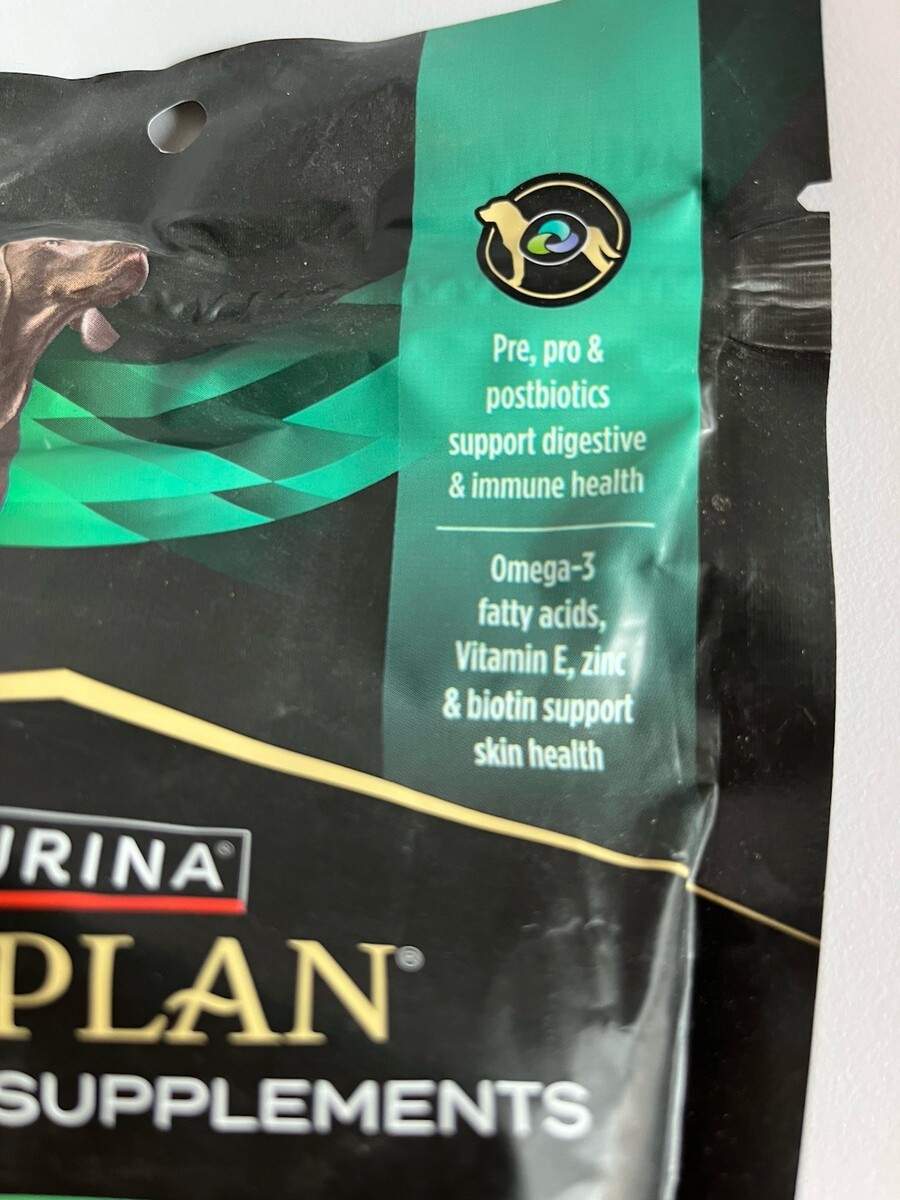 Pre, pro &
postbiotics
support digestive
& immune health
Omega-3
fatty acids,
Vitamin E, zinc
& biotin support
skin health
URINA®
PLAN®
SUPPLEMENTS